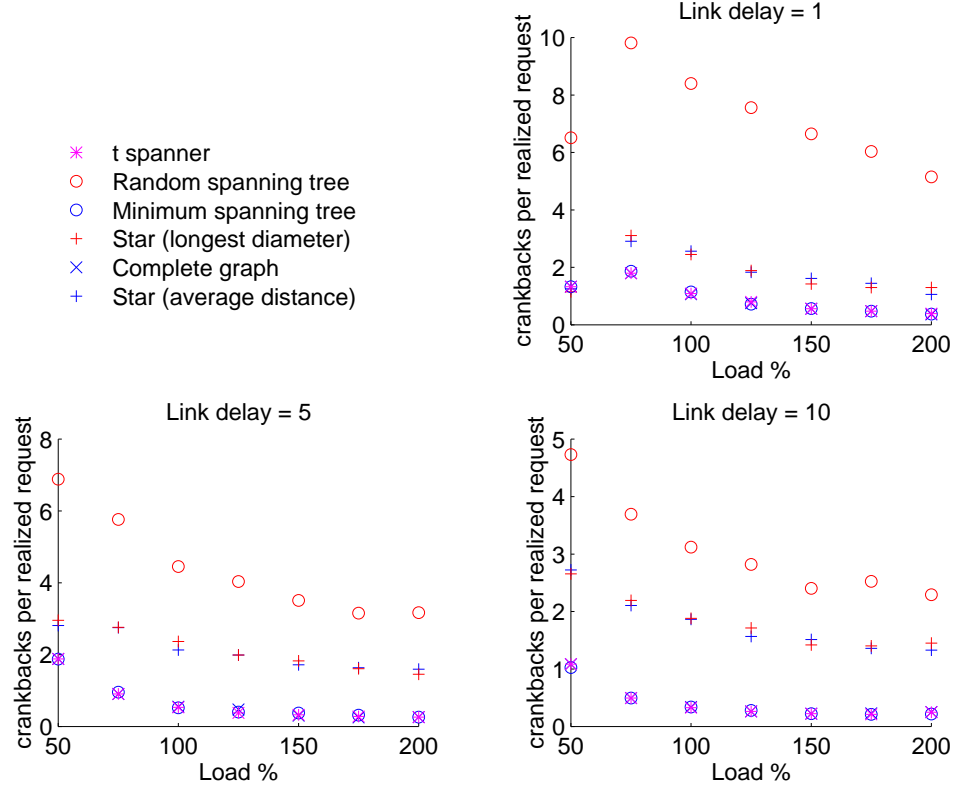 Link delay = 1
crankbacks per realized request
10
8
6
4
2
0
50
100
150
200
Load %
t spanner
Random spanning tree
Minimum spanning tree
Star (longest diameter)
Complete graph
Star (average distance)
Link delay = 5
crankbacks per realized request
8
6
4
2
0
50
100
150
200
Load %
Link delay = 10
crankbacks per realized request
5
4
3
2
1
0
50
100
150
200
Load %